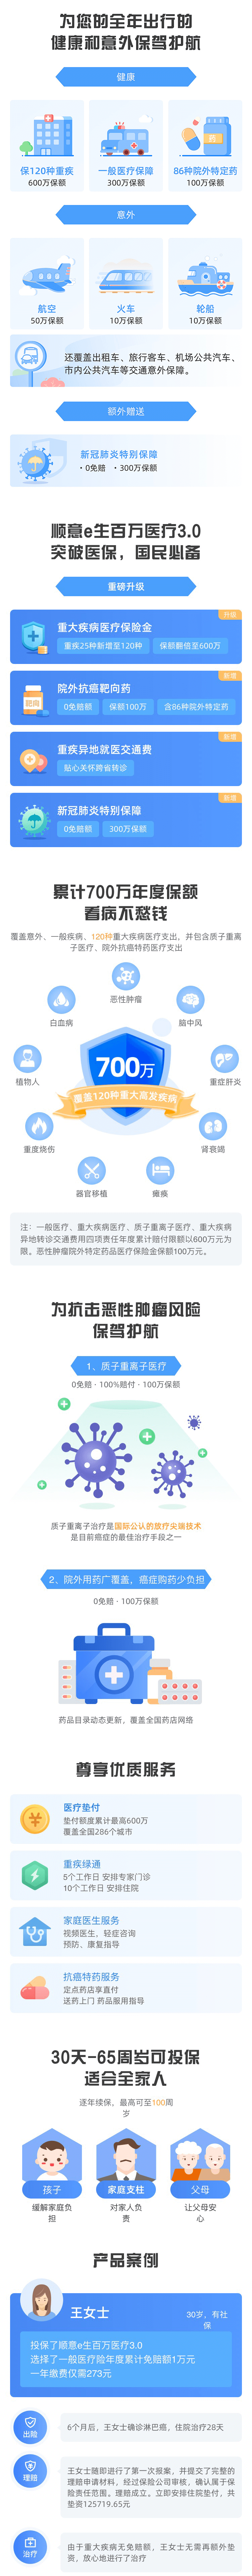 为您的全年出行的
健康和意外保驾护航
健康
保120种重疾
600万保额
一般医疗保障
300万保额
药
86种院外特定药
100万保额
意外
航空
50万保额
火车
10万保额
轮船
10万保额
还覆盖出租车、旅行客车、机场公共汽车、
市内公共汽车等交通意外保障。
额外赠送
新冠肺炎特别保障
·0免赔 ·300万保额
顺意e生百万医疗3.0
突破医保，国民必备
重磅升级
升级
重大疾病医疗保险金
重疾25种新增至120种 保额翻倍至600万
新增
靶向
院外抗癌靶向药
0免赔额 保额100万 含86种院外特定药
新增
重疾异地就医交通费
贴心关怀跨省转诊
新增
新冠肺炎特别保障
0免赔额 300万保额
累计700万年度保额
看病不愁钱
覆盖意外、一般疾病、120种重大疾病医疗支出，并包含质子重离
子医疗、院外抗癌特药医疗支出
恶性肿瘤
白血病
脑中风
植物人
重症肝炎
700万
覆盖120种重大高发疾病
重度烧伤
肾衰竭
器官移植
瘫痪
注：一般医疗、重大疾病医疗、质子重离子医疗、重大疾病
异地转诊交通费用四项责任年度累计赔付限额以600万元为
限。恶性肿瘤院外特定药品医疗保险金保额100万元。
为抗击恶性肿瘤风险
保驾护航
1、质子重离子医疗
0免赔·100%赔付·100万保额
质子重离子治疗是国际公认的放疗尖端技术
是目前癌症的最佳治疗手段之一
2、院外用药广覆盖，癌症购药少负担
0免赔·100万保额
药品目录动态更新，覆盖全国药店网络
尊享优质服务
医疗垫付
垫付额度累计最高600万
覆盖全国286个城市
重疾绿通
5个工作日 安排专家门诊
10个工作日 安排住院
家庭医生服务
视频医生，轻症咨询
预防、康复指导
抗癌特药服务
定点药店享直付
送药上门 药品服用指导
30天-65周岁可投保
适合全家人
逐年续保，最高可至100周
岁
孩子
缓解家庭负
担
家庭支柱
对家人负
责
父母
让父母安
心
产品案例
王女士
30岁，有社
保
投保了顺意e生百万医疗3.0
选择了一般医疗险年度累计免赔额1万元
一年缴费仅需273元
出险
6个月后，王女士确诊淋巴癌，住院治疗28天
理赔
王女士随即进行了第一次报案，并提交了完整的
理赔申请材料，经过保险公司审核，确认属于保
险责任范围。理赔成立。立即安排住院垫付，共
垫资125719.65元
治疗
由于重大疾病无免赔额，王女士无需再额外垫
资，放心地进行了治疗